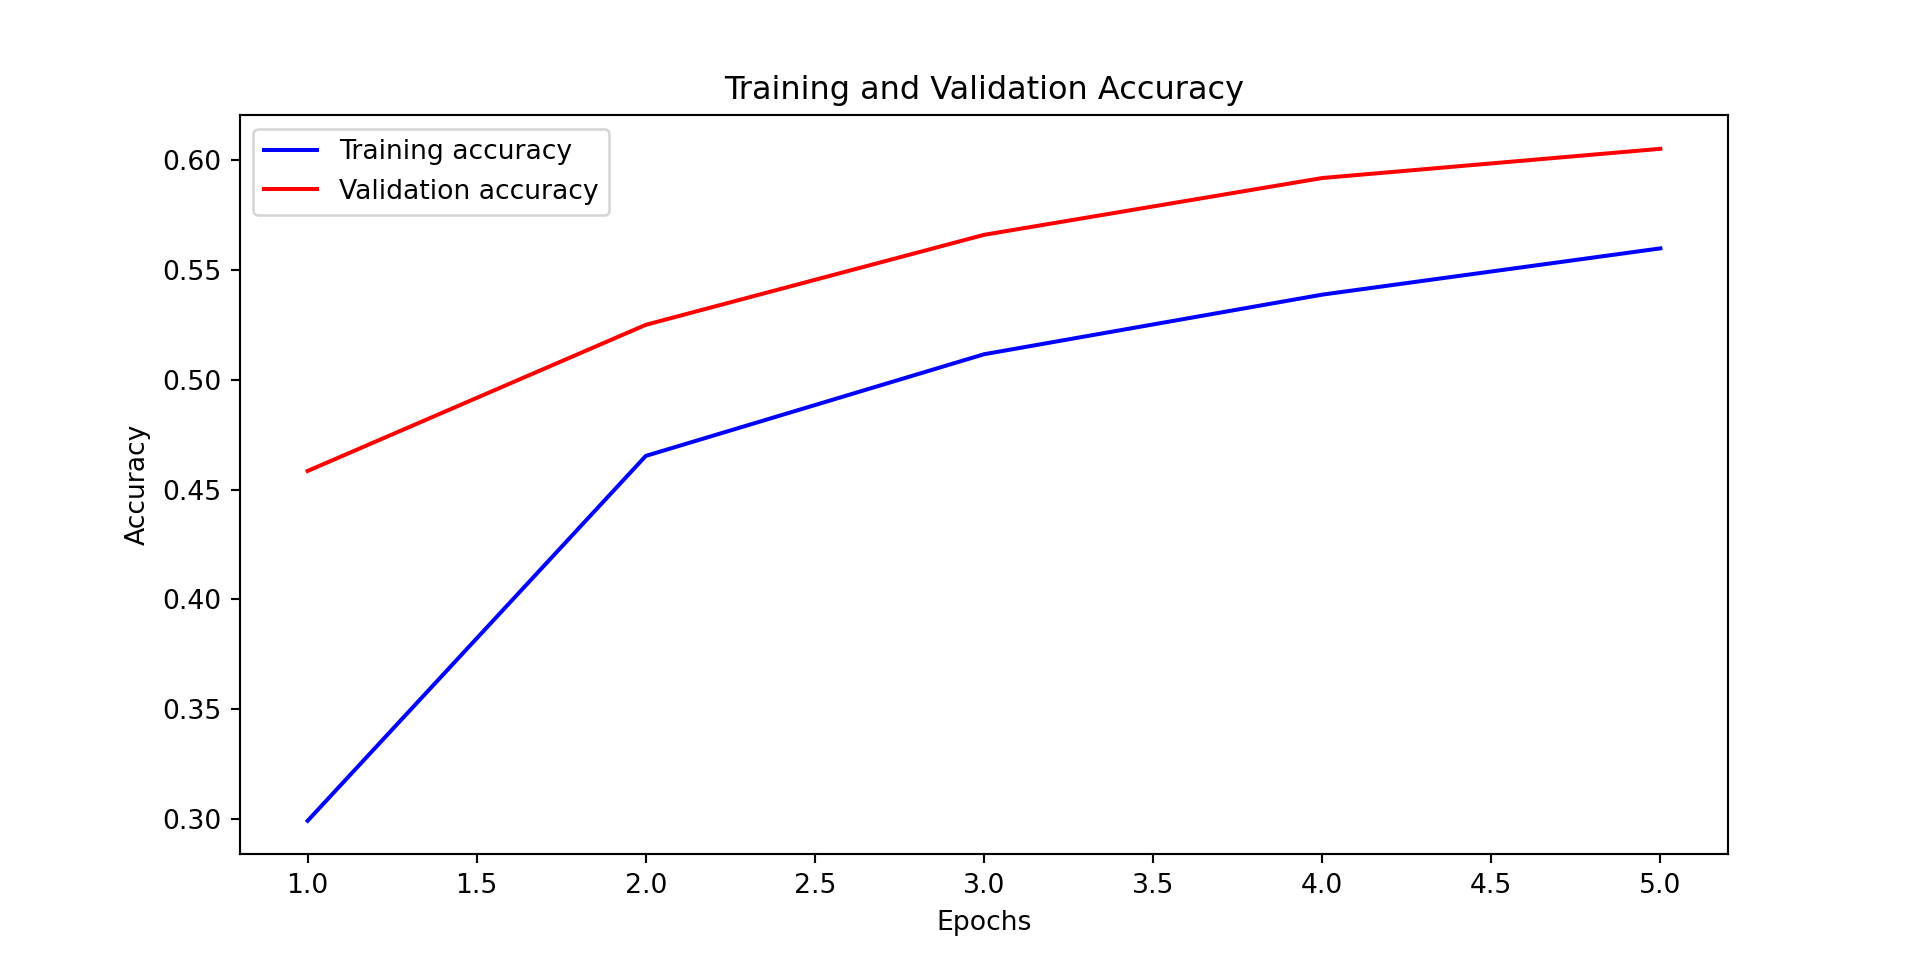 Training and Validation Accuracy
Training accuracy
Validation accuracy
0.60
0.55
0.50
0.45
0.40
0.35
0.30
Accuracy
1.0 1.5 2.0 2.5 3.0 3.5 4.0 4.5 5.0
Epochs